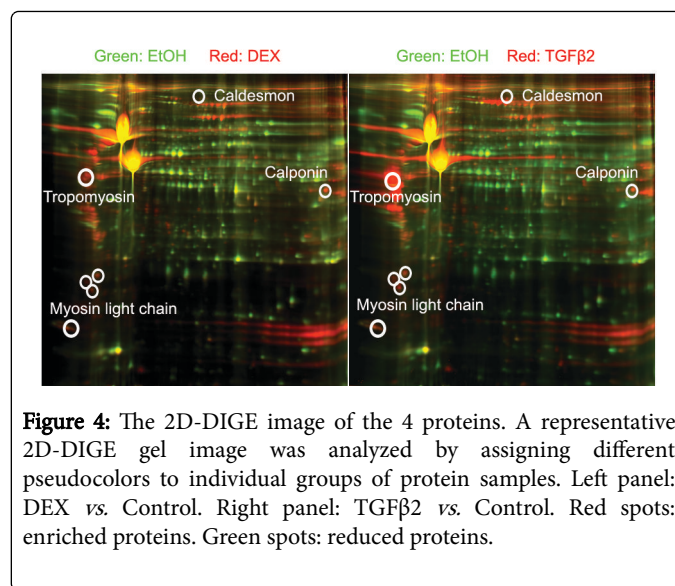 Green: EtOH Red: DEX
Green: EtOH Red: TGFβ2
Caldesmon
Calponin
Tropomyosin
Myosin light chain
Caldesmon
Calponin
Tropomyosin
Myosin light chain
Figure 4: The 2D-DIGE image of the 4 proteins. A representative
2D-DIGE gel image was analyzed by assigning different
pseudocolors to individual groups of protein samples. Left panel:
DEX vs. Control. Right panel: TGFβ2 vs. Control. Red spots:
enriched proteins. Green spots: reduced proteins.